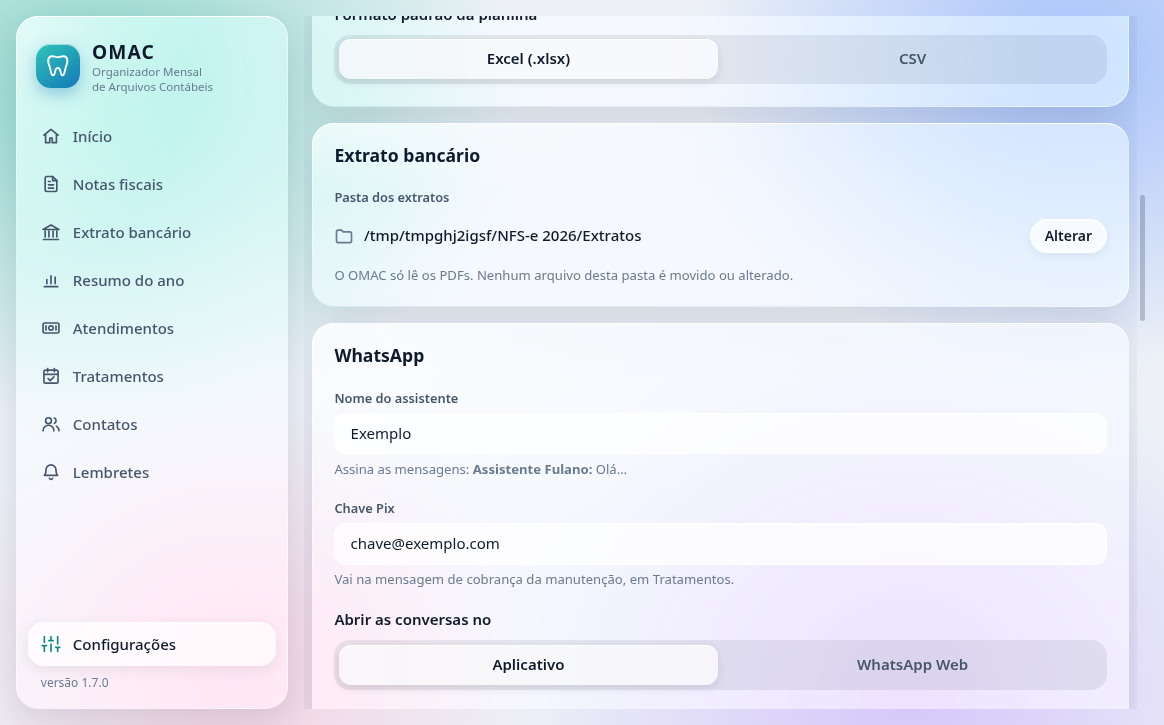 OMAC
Organizador Mensal
de Arquivos Contábeis
Início
Notas fiscais
Extrato bancário
Resumo do ano
Atendimentos
Tratamentos
Contatos
Lembretes
Configurações
versão 1.7.0
Formato padrão da planilha
Excel (.xlsx)
CSV
Extrato bancário
Pasta dos extratos
/tmp/tmpghj2igsf/NFS-e 2026/Extratos
Alterar
O OMAC só lê os PDFs. Nenhum arquivo desta pasta é movido ou alterado.
WhatsApp
Nome do assistente
Exemplo
Assina as mensagens: Assistente Fulano: Olá…
Chave Pix
chave@exemplo.com
Vai na mensagem de cobrança da manutenção, em Tratamentos.
Abrir as conversas no
Aplicativo
WhatsApp Web